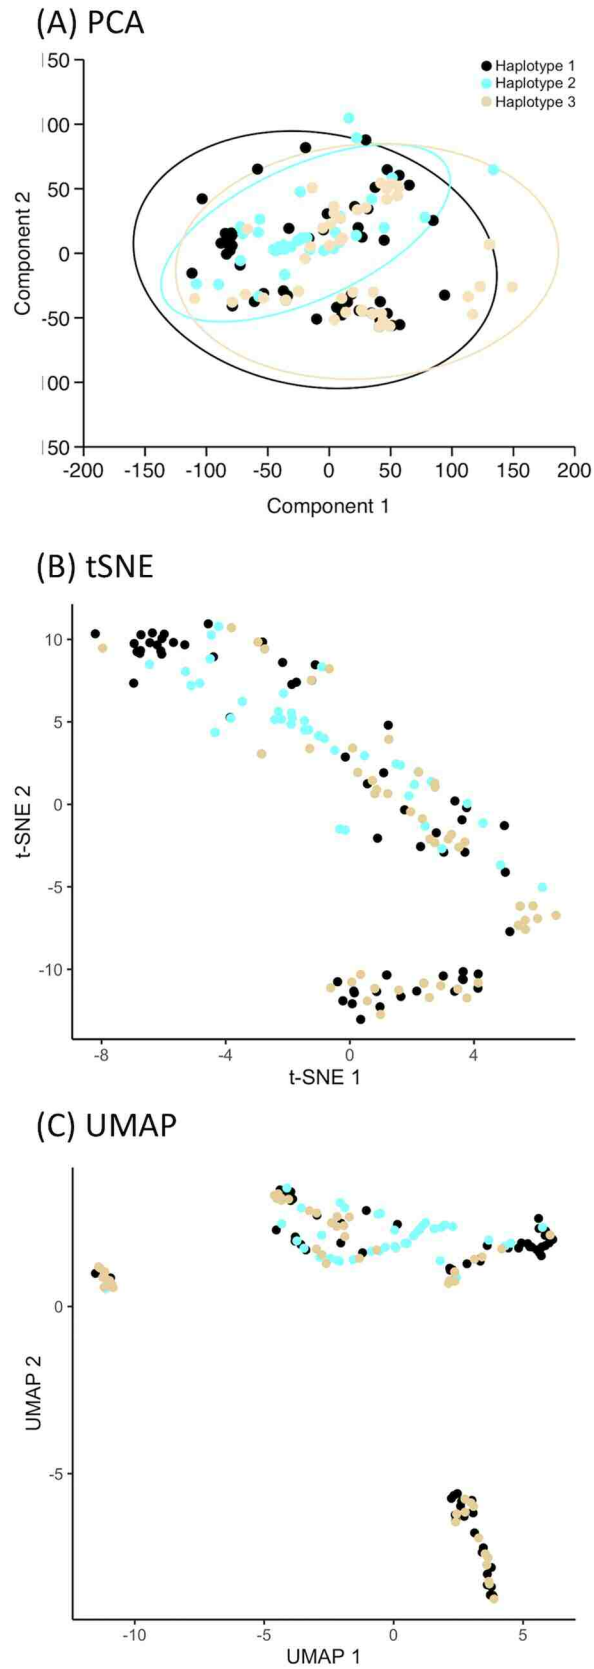 (A) PCA
Haplotype 1
Haplotype 2
Haplotype 3
50
00
50
0
-50
00
50
Component 2
-200 -150 -100 -50 0 50 100 150 200
Component 1
(B) tSNE
10
5
0
-5
-10
t-SNE 2
-8 -4 0 4
t-SNE 1
(C) UMAP
0
-5
UMAP 2
-10 -5 0 5
UMAP 1